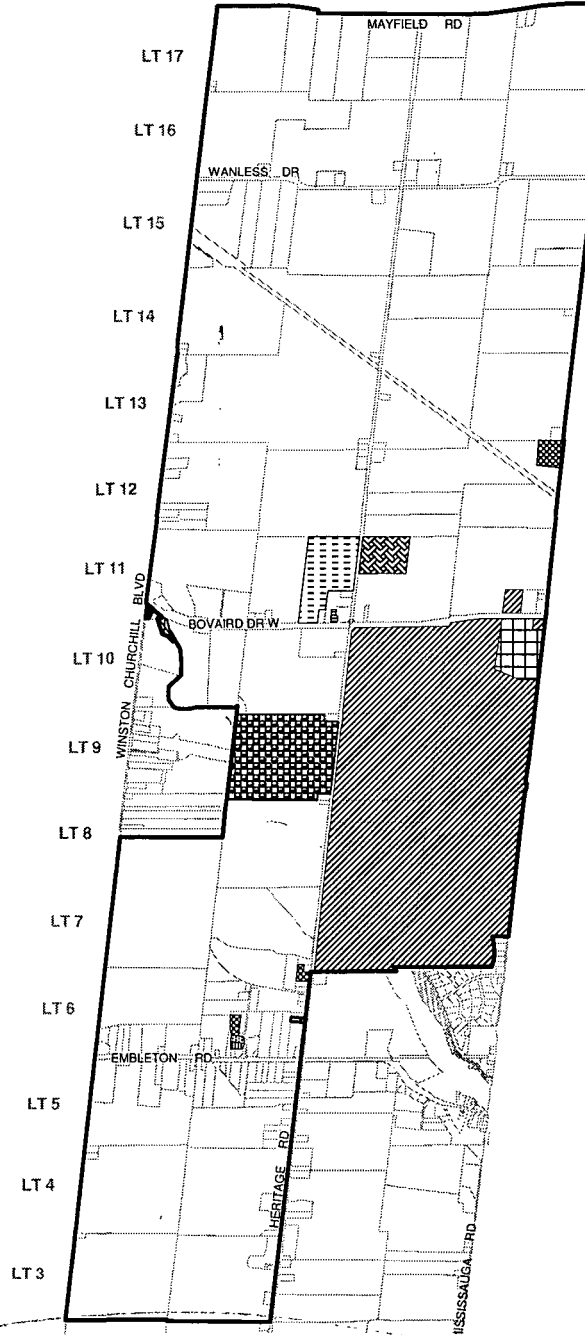 MAYFIELD RD
LT 17
LT 16
WANLESS DR
LT 15
LT 14
LT 13
LT 12
LT 11
BOVAIRD DR W
WINSTON CHURCHILL BLVD
LT 10
LT 9
LT 8
LT 7
LT 6
EMBLETON RD
LT 5
HERITAGE RD
LT 4
ISSISSAUGA RD
LT 3